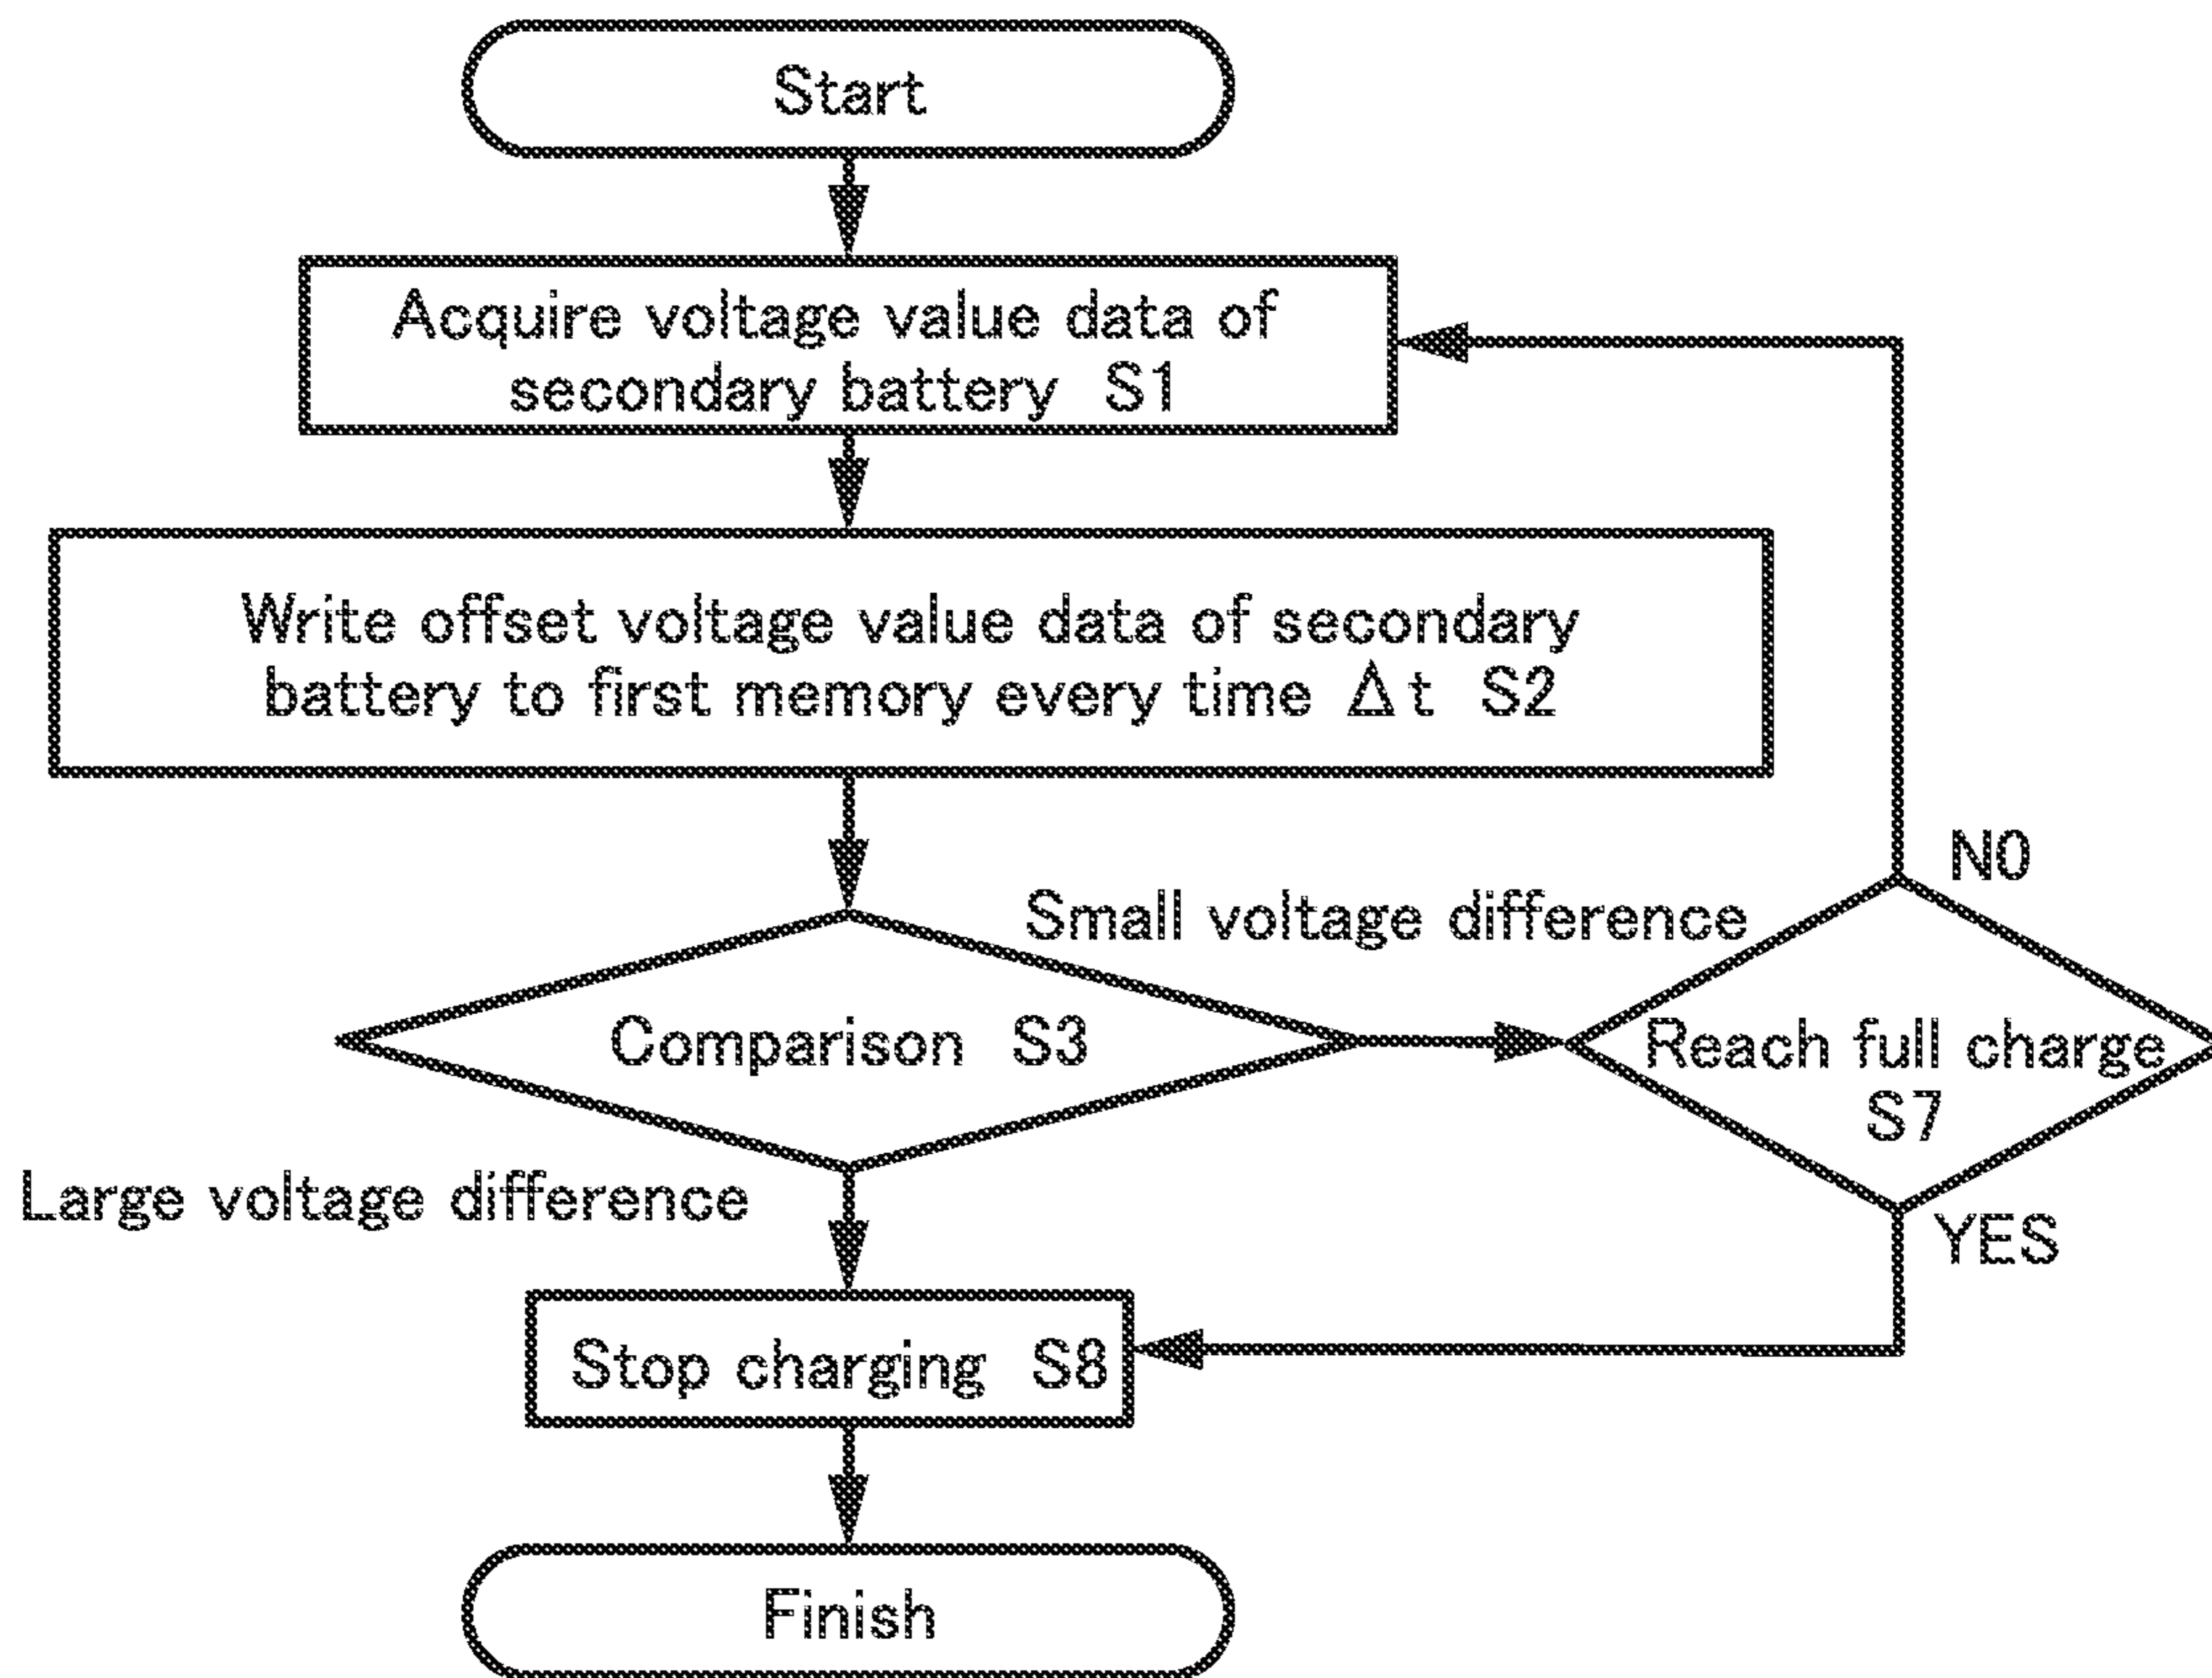 Start
Acquire voltage value data of
secondary battery S1
Write offset voltage value data of secondary
battery to first memory every time Δt S2
Small voltage difference
NO
Comparison S3
Reach full charge
S7
Large voltage difference
YES
Stop charging S8
Finish